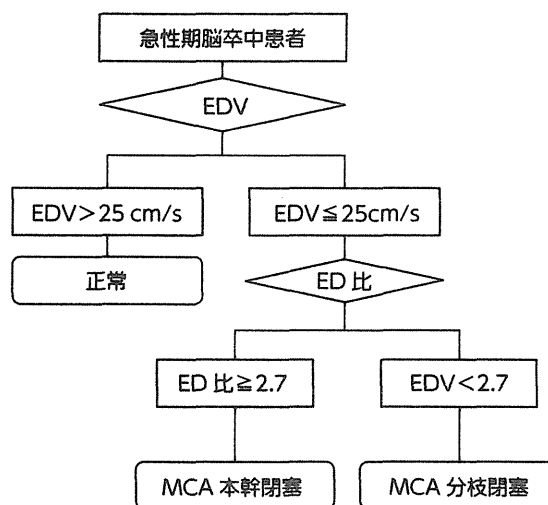 急性期脳卒中患者
EDV
EDV>25 cm/s
EDV≦25cm/s
正常
ED 比
ED 比≧2.7
EDV<2.7
MCA 本幹閉塞
MCA 分枝閉塞